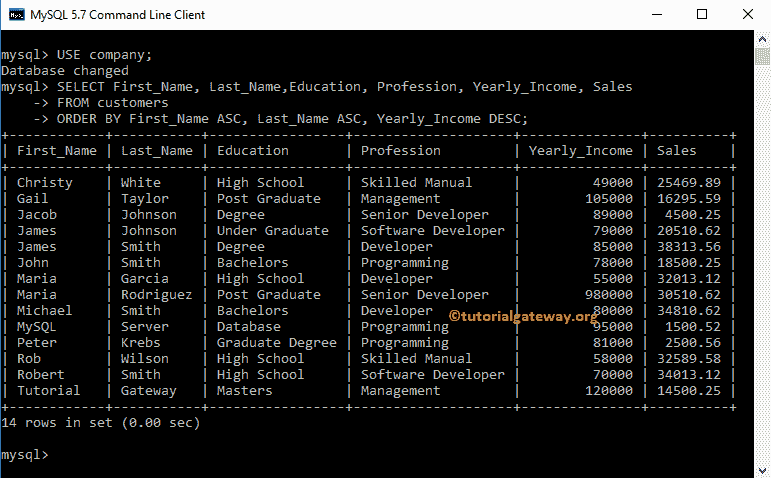 MySQL 5.7 Command Line Client
mysql> USE company;
Database changed
mysql> SELECT First_Name, Last_Name,Education, Profession, Yearly_Income, Sales
    -> FROM customers
    -> ORDER BY First_Name ASC, Last_Name ASC, Yearly_Income DESC;
+------------+-----------+-----------------+--------------------+---------------+----------+
| First_Name | Last_Name | Education       | Profession         | Yearly_Income | Sales    |
+------------+-----------+-----------------+--------------------+---------------+----------+
| Christy    | White     | High School     | Skilled Manual     |         49000 | 25469.89 |
| Gail       | Taylor    | Post Graduate   | Management         |        105000 | 16295.59 |
| Jacob      | Johnson   | Degree          | Senior Developer   |         89000 |  4500.25 |
| James      | Johnson   | Under Graduate  | Software Developer |         79000 | 20510.62 |
| James      | Smith     | Degree          | Developer          |         85000 | 38313.56 |
| John       | Smith     | Bachelors       | Programming        |         78000 | 18500.25 |
| Maria      | Garcia    | High School     | Developer          |         55000 | 32013.12 |
| Maria      | Rodriguez | Post Graduate   | Senior Developer   |        980000 | 30510.62 |
| Michael    | Smith     | Bachelors       | Developer          |         80000 | 34810.62 |
©tutorialgateway.org
| MySQL      | Server    | Database        | Programming        |         95000 |  1500.52 |
| Peter      | Krebs     | Graduate Degree | Programming        |         81000 |  2500.56 |
| Rob        | Wilson    | High School     | Skilled Manual     |         58000 | 32589.58 |
| Robert     | Smith     | High School     | Software Developer |         70000 | 34013.12 |
| Tutorial   | Gateway   | Masters         | Management         |        120000 | 14500.25 |
+------------+-----------+-----------------+--------------------+---------------+----------+
14 rows in set (0.00 sec)
mysql>